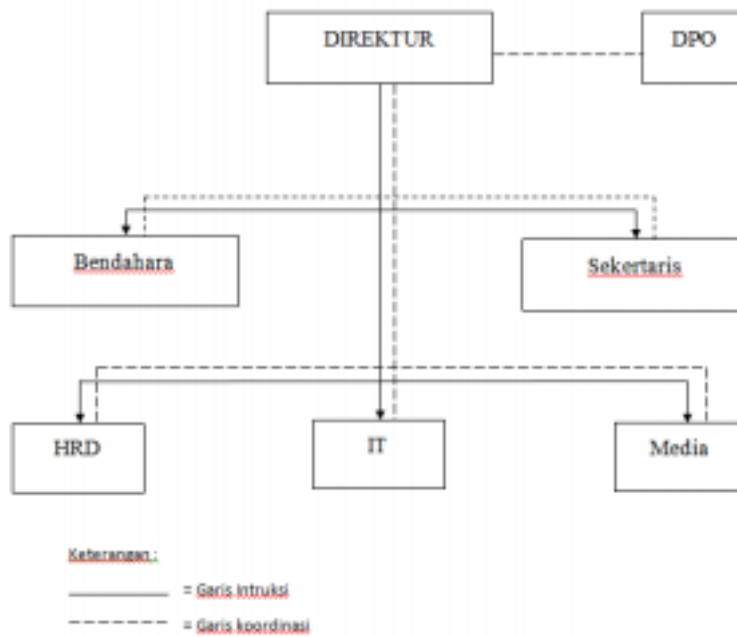 DIREKTUR
DPO
Bendahara
Sekertaris
HRD
IT
Media
Keterangan :
= Garis intruksi
= Garis koordinasi